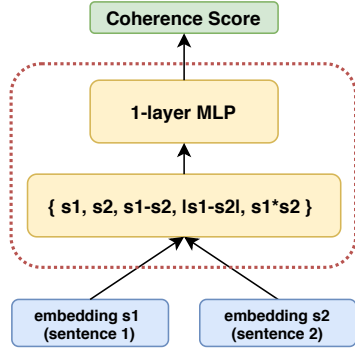 Coherence Score
1-layer MLP
{ s1, s2, s1-s2, |s1-s2|, s1*s2 }
embedding s1
(sentence 1)
embedding s2
(sentence 2)